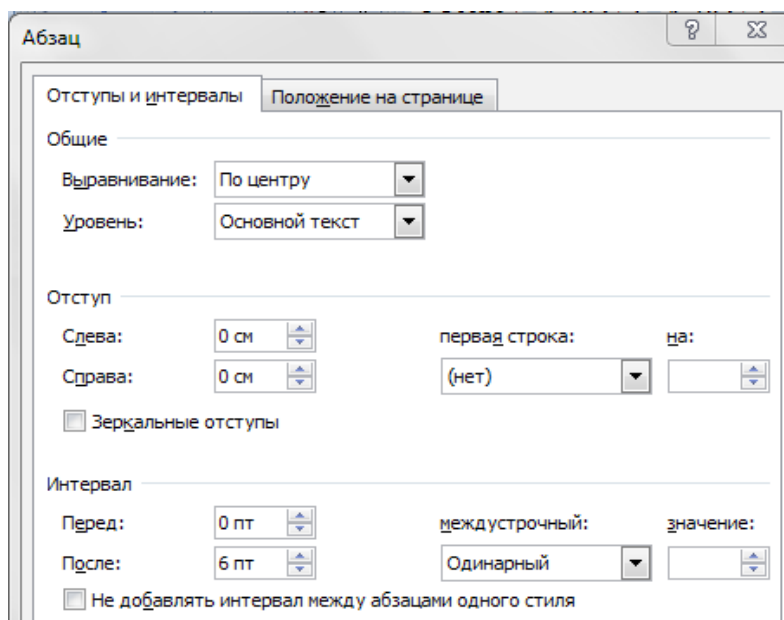 Абзац
Отступы и интервалы Положение на странице
Общие
Выравнивание: По центру
Уровень: Основной текст
Отступ
Слева: 0 см первая строка: на:
Справа: 0 см (нет)
Зеркальные отступы
Интервал
Перед: 0 пт междустрочный: значение:
После: 6 пт Одинарный
Не добавлять интервал между абзацами одного стиля